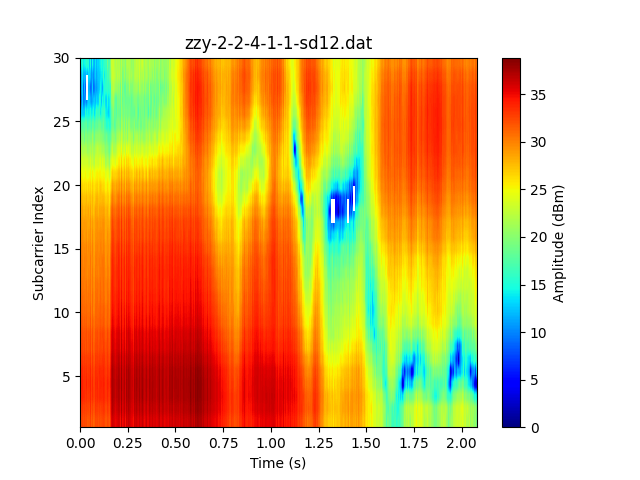 zzy-2-2-4-1-1-sd12.dat
30
25
20
15
10
5
Subcarrier Index
0.00 0.25 0.50 0.75 1.00 1.25 1.50 1.75 2.00
Time (s)
35
30
25
20
15
10
5
0
Amplitude (dBm)